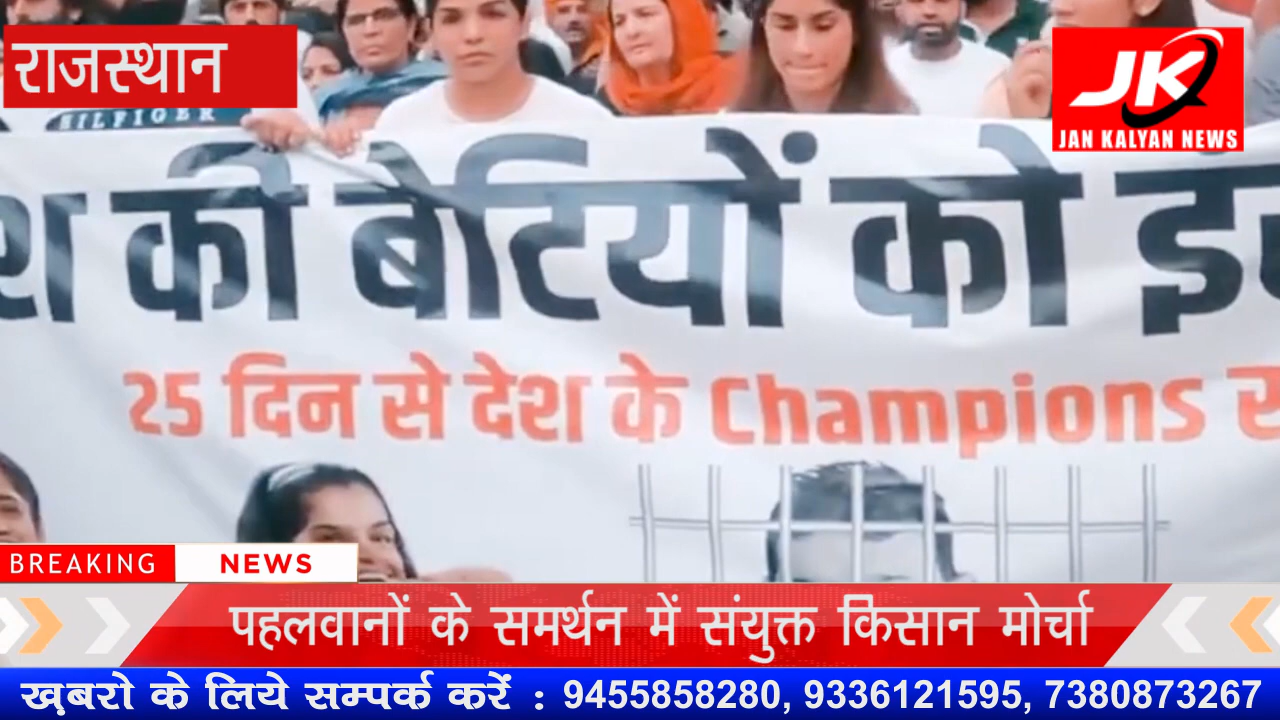 राजस्थान
JK
JAN KALYAN NEWS
HILFIGER
की बेटियों को
25 दिन से देश के Champions
BREAKING NEWS
पहलवानों के समर्थन में संयुक्त किसान मोर्चा
ख़बरो के लिये सम्पर्क करें : 9455858280, 9336121595, 7380873267